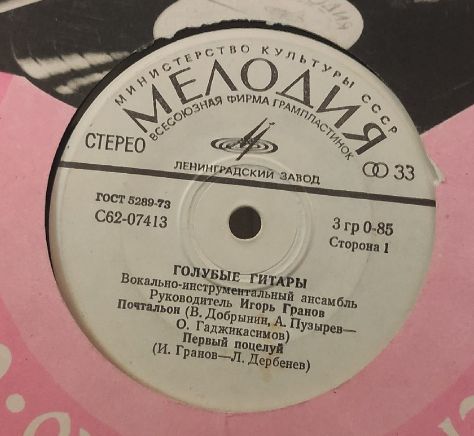 МИНИСТЕРСТВО КУЛЬТУРЫ СССР
МЕЛОДИЯ
ВСЕСОЮЗНАЯ ФИРМА ГРАМПЛАСТИНОК
СТЕРЕО
33
ЛЕНИНГРАДСКИЙ ЗАВОД
ГОСТ 5289-73
С62-07413
3 гр 0-85
Сторона 1
ГОЛУБЫЕ ГИТАРЫ
Вокально-инструментальный ансамбль
Руководитель Игорь Гранов
Почтальон (В. Добрынин, А. Пузырев—
О. Гаджикасимов)
Первый поцелуй
(И. Гранов—Л. Дербенев)